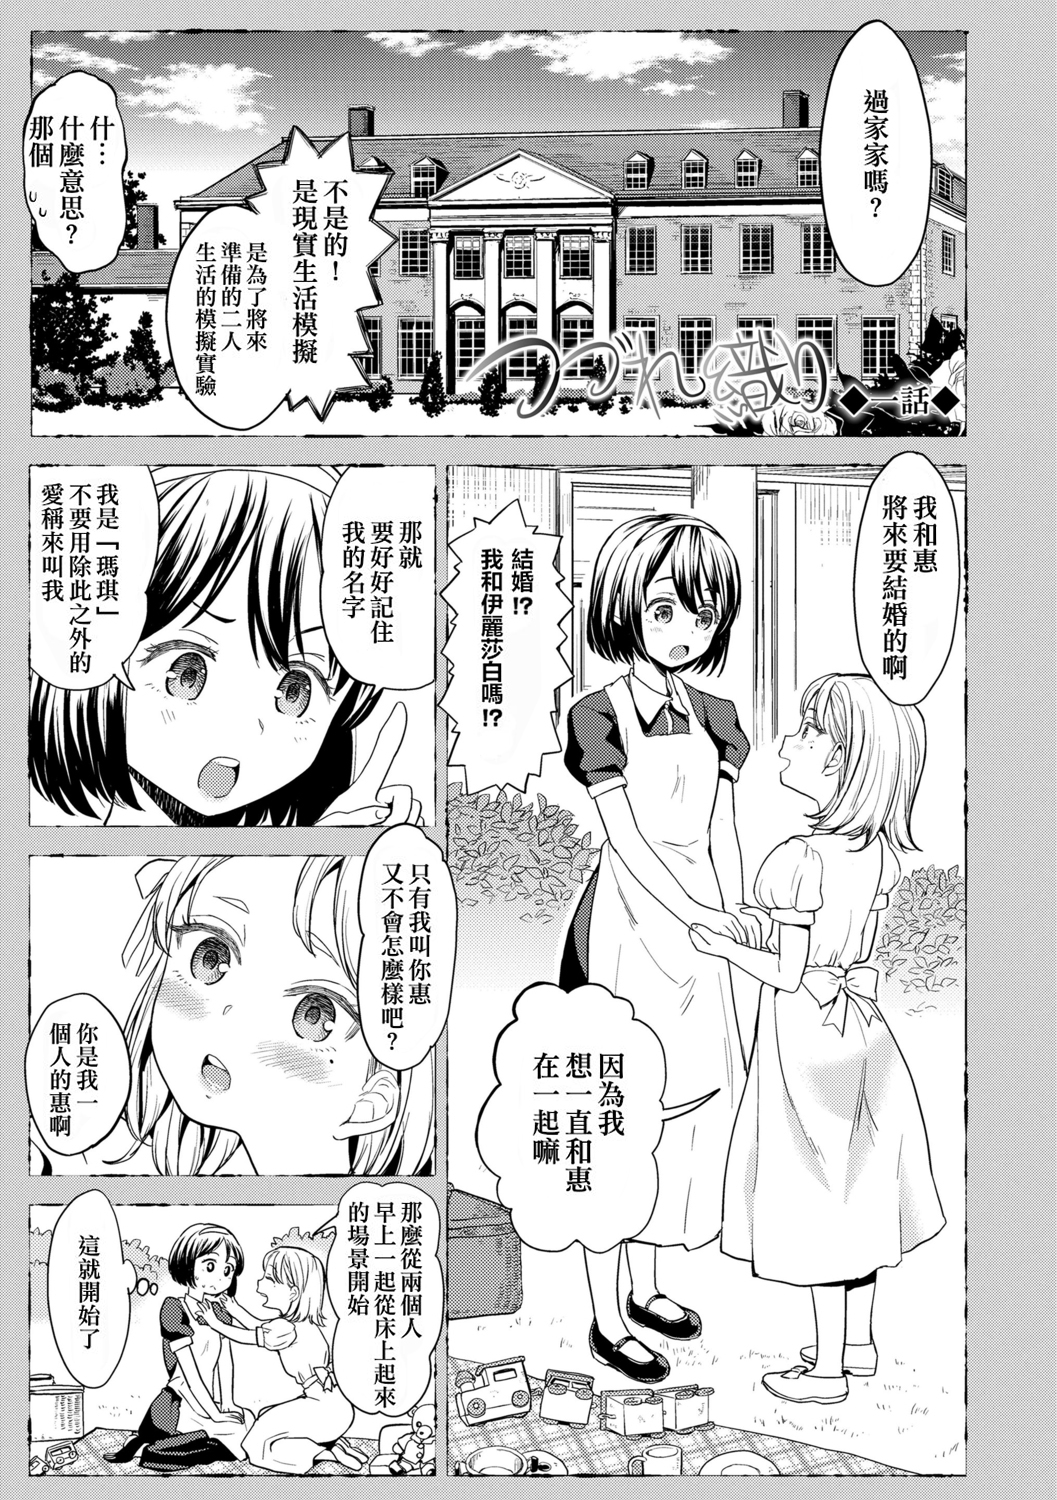 過家家嗎？
不是的！
是現實生活模擬
是為了將來
準備的二人
生活的模擬實驗
什…
什麼意思？
那個
つづれ織り
◆一話◆
我和惠
將來要結婚的啊
結婚!?
我和伊麗莎白嗎!?
因為我
想一直和惠
在一起嘛
那就
要好好記住
我的名字
我是「瑪琪」
不要用除此之外的
愛稱來叫我
只有我叫你惠
又不會怎麼樣吧？
你是我一
個人的惠啊
那麼從兩個人
早上一起從床上起來
的場景開始
這就開始了